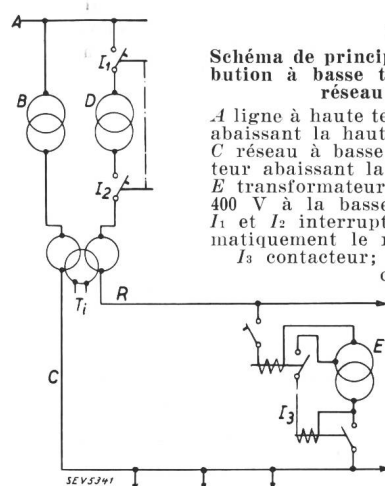 A
I₁
B
D
I₂
Ti
R
C
E
I₃
SEV5341
Schéma de princip
bution à basse t
réseau
A ligne à haute te
abaissant la haut
C réseau à basse
teur abaissant la
E transformateur
400 V à la basse
I₁ et I₂ interrupt
matiquement le r
I₃ contacteur;